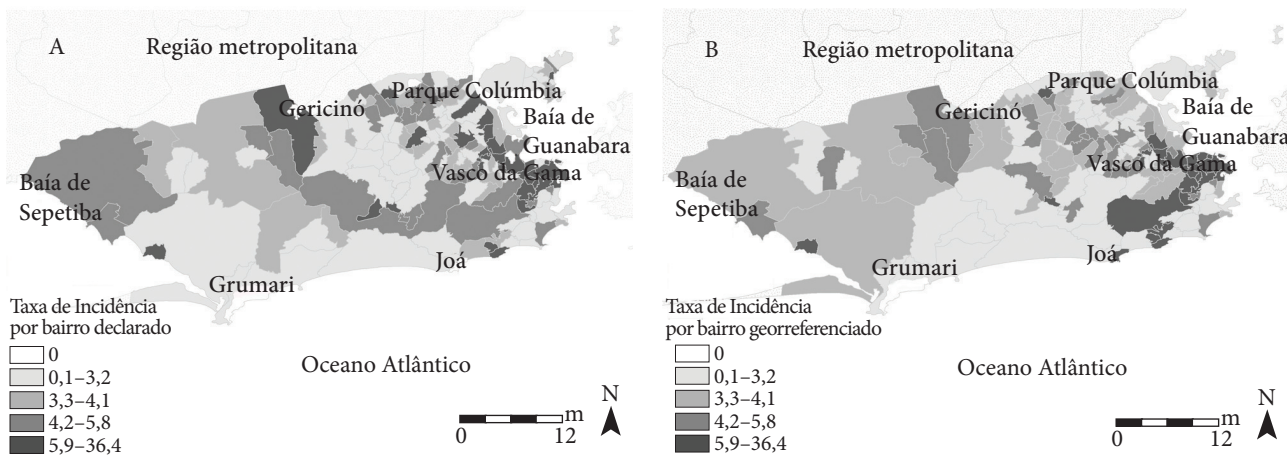 A
Região metropolitana
Gericinó
Parque Colúmbia
Baía de
Guanabara
Vasco da Gama
Baía de
Sepetiba
Joá
Grumari
Taxa de Incidência
por bairro declarado
0
0,1–3,2
3,3–4,1
4,2–5,8
5,9–36,4
Oceano Atlântico
N
m
0 12
B
Região metropolitana
Parque Colúmbia
Gericinó
Baía de
Guanabara
Vasco da Gama
Baía de
Sepetiba
Joá
Grumari
Taxa de Incidência
por bairro georreferenciado
0
0,1–3,2
3,3–4,1
4,2–5,8
5,9–36,4
Oceano Atlântico
N
m
0 12